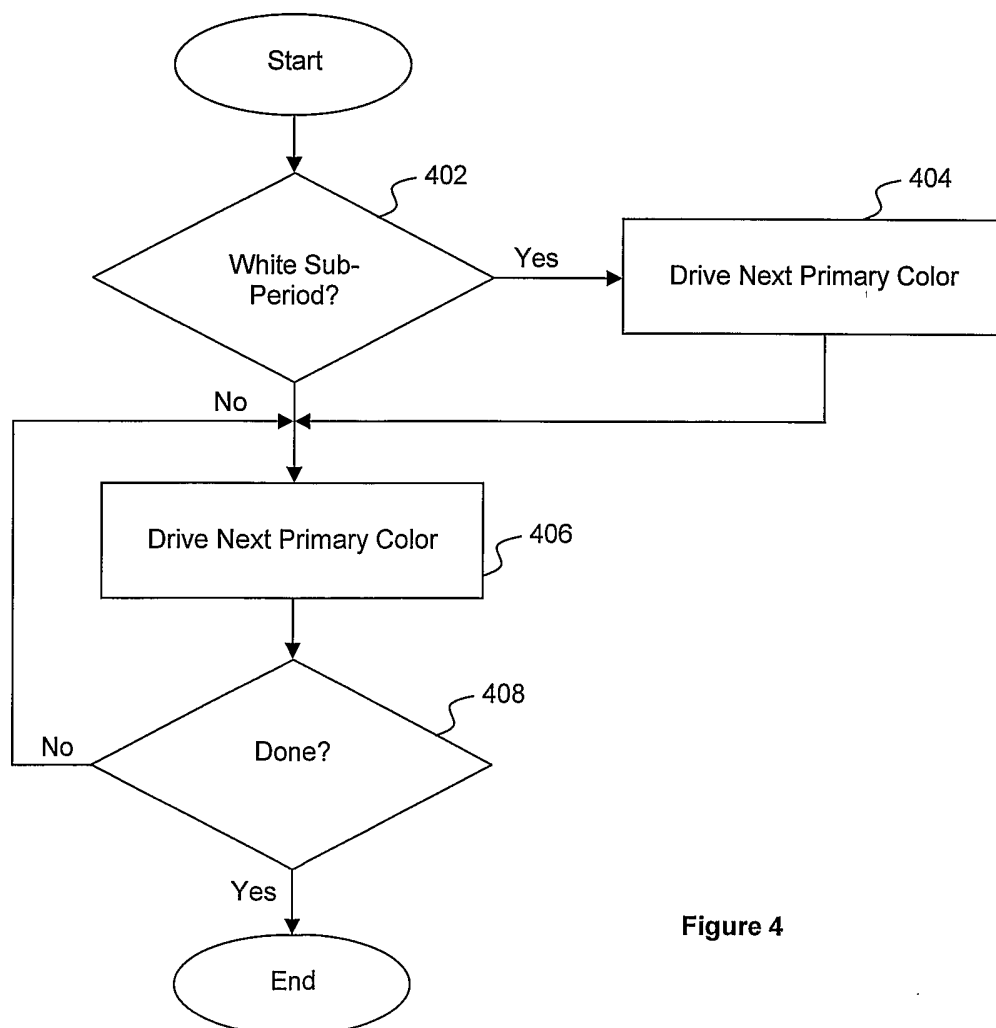 Start
402
White Sub-
Period?
Yes
404
Drive Next Primary Color
No
Drive Next Primary Color
406
408
Done?
No
Yes
End
Figure 4